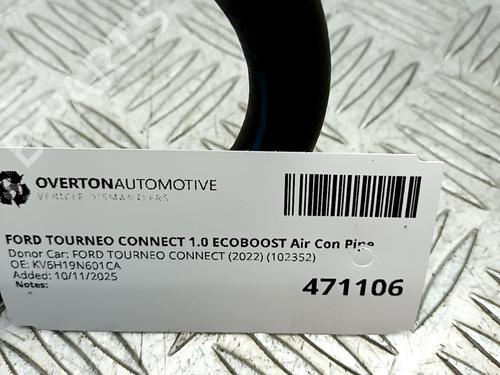 OVERTONAUTOMOTIVE
VEHICLE DISMANTLERS
FORD TOURNEO CONNECT 1.0 ECOBOOST Air Con Pipe
Donor Car: FORD TOURNEO CONNECT (2022) (102352)
OE: KV6H19N601CA
Added: 10/11/2025
Notes:
471106